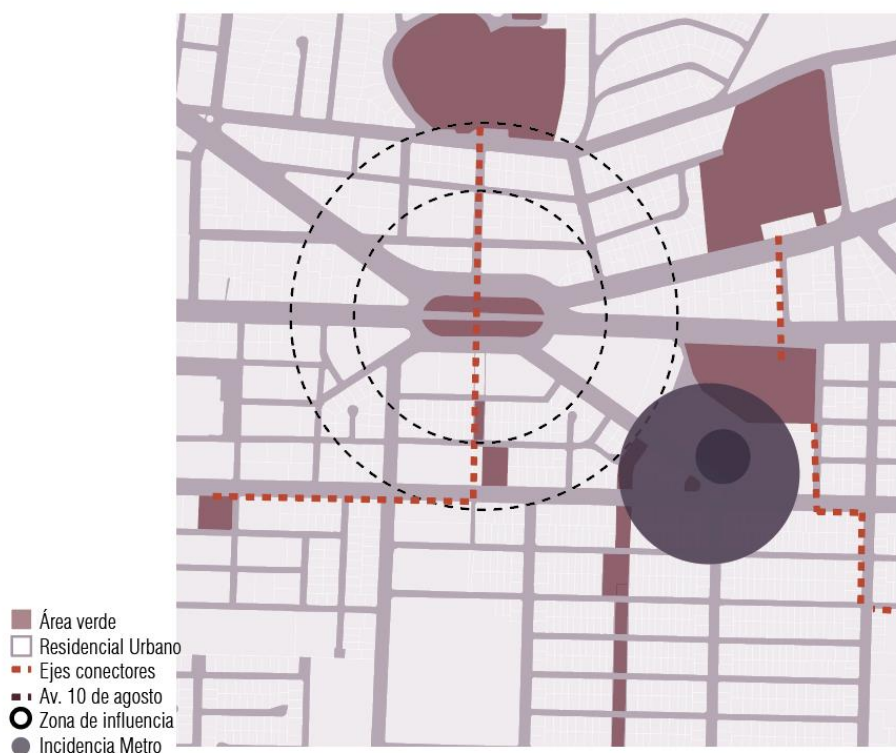 Área verde
Residencial Urbano
Ejes conectores
Av. 10 de agosto
Zona de influencia
Incidencia Metro